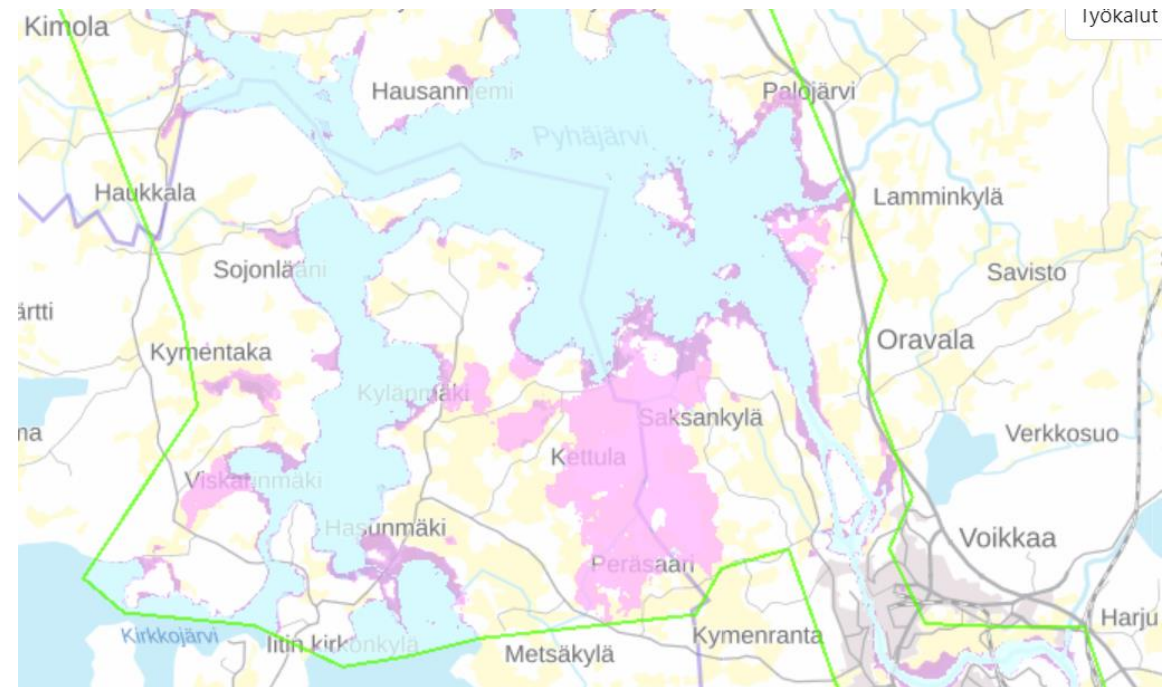 Työkalut
Kimola
Hausanniemi
Palojärvi
Pyhäjärvi
Haukkala
Lamminkylä
Sojonlääni
Savisto
ärtti
Oravala
Kymentaka
Kylänmäki
Saksankylä
na
Verkkosuo
Kettula
Viskarinmäki
Hasunmäki
Voikkaa
Peräsaari
Harju
Kirkkojärvi
Iitin kirkonkylä
Kymenranta
Metsäkylä